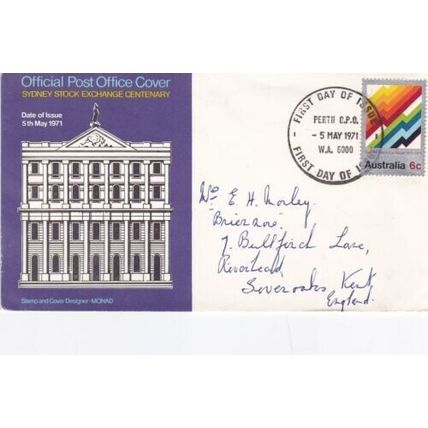 Official Post Office Cover
SYDNEY STOCK EXCHANGE CENTENARY
Date of Issue
5th May 1971
Stamp and Cover Designer - MONAD
FIRST DAY OF ISSUE
PERTH G.P.O.
- 5 MAY 1971
W.A. 6000
FIRST DAY OF
Australia 6c
E. H. Morley
7. Bullfinch Lane,
Riverhead
Sevenoaks Kent
England.